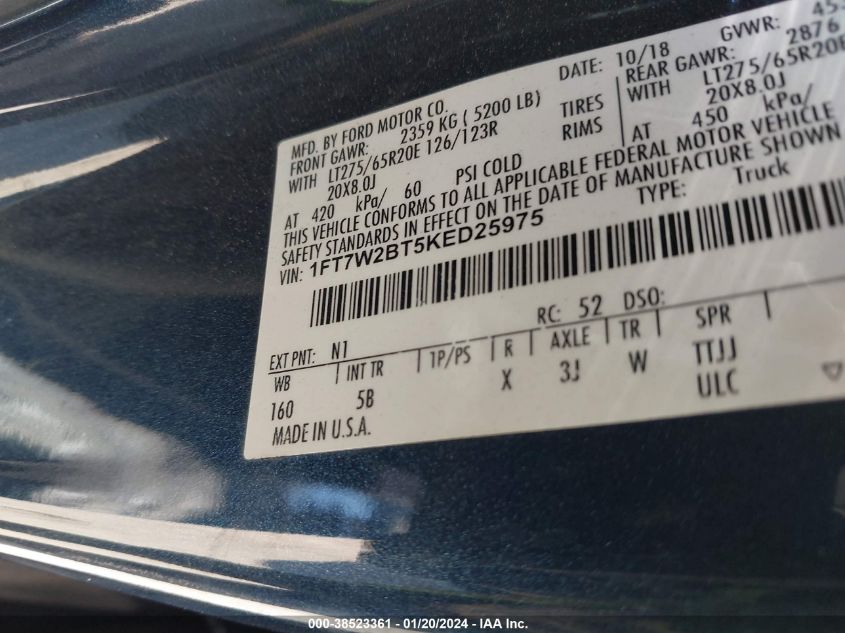 MFD. BY FORD MOTOR CO. DATE: 10/18 GVWR:
FRONT GAWR: 2359 KG ( 5200 LB) REAR GAWR: 2876
WITH LT275/65R20E 126/123R TIRES WITH LT275/65R20E
20X8.0J RIMS 20X8.0J
AT 420 kPa/ 60 PSI COLD AT 450 kPa/
THIS VEHICLE CONFORMS TO ALL APPLICABLE FEDERAL MOTOR VEHICLE
SAFETY STANDARDS IN EFFECT ON THE DATE OF MANUFACTURE SHOWN
VIN: 1FT7W2BT5KED25975 TYPE: Truck
EXT PNT: N1 RC: 52 DSO:
WB INT TR TP/PS R AXLE TR SPR
160 5B X 3J W TTJJ
MADE IN U.S.A. ULC
000-38523361 - 01/20/2024 - IAA Inc.